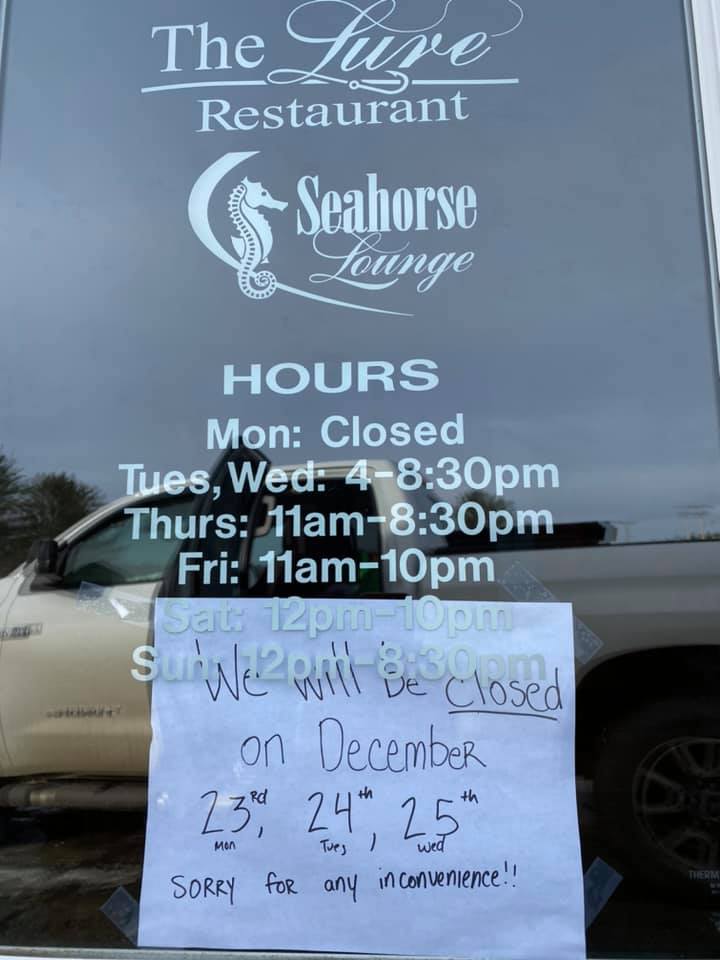 The Lure
Restaurant
Seahorse
Lounge
HOURS
Mon: Closed
Tues, Wed: 4-8:30pm
Thurs: 11am-8:30pm
Fri: 11am-10pm
Sat: 12pm-10pm
Sun: 12pm-8:30pm
We will be closed
on December
23rd, 24th, 25th
Mon Tues Wed
SORRY for any inconvenience!!
THERM